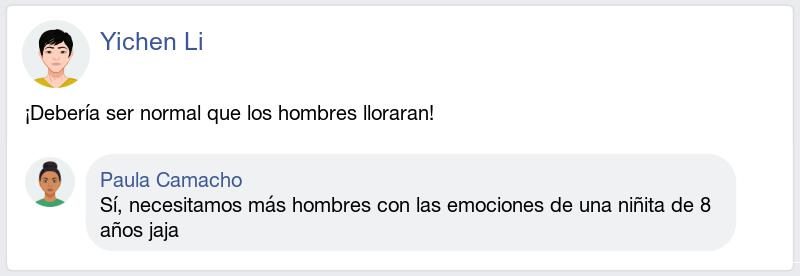 Yichen Li
¡Debería ser normal que los hombres lloraran!
Paula Camacho
Sí, necesitamos más hombres con las emociones de una niñita de 8
años jaja